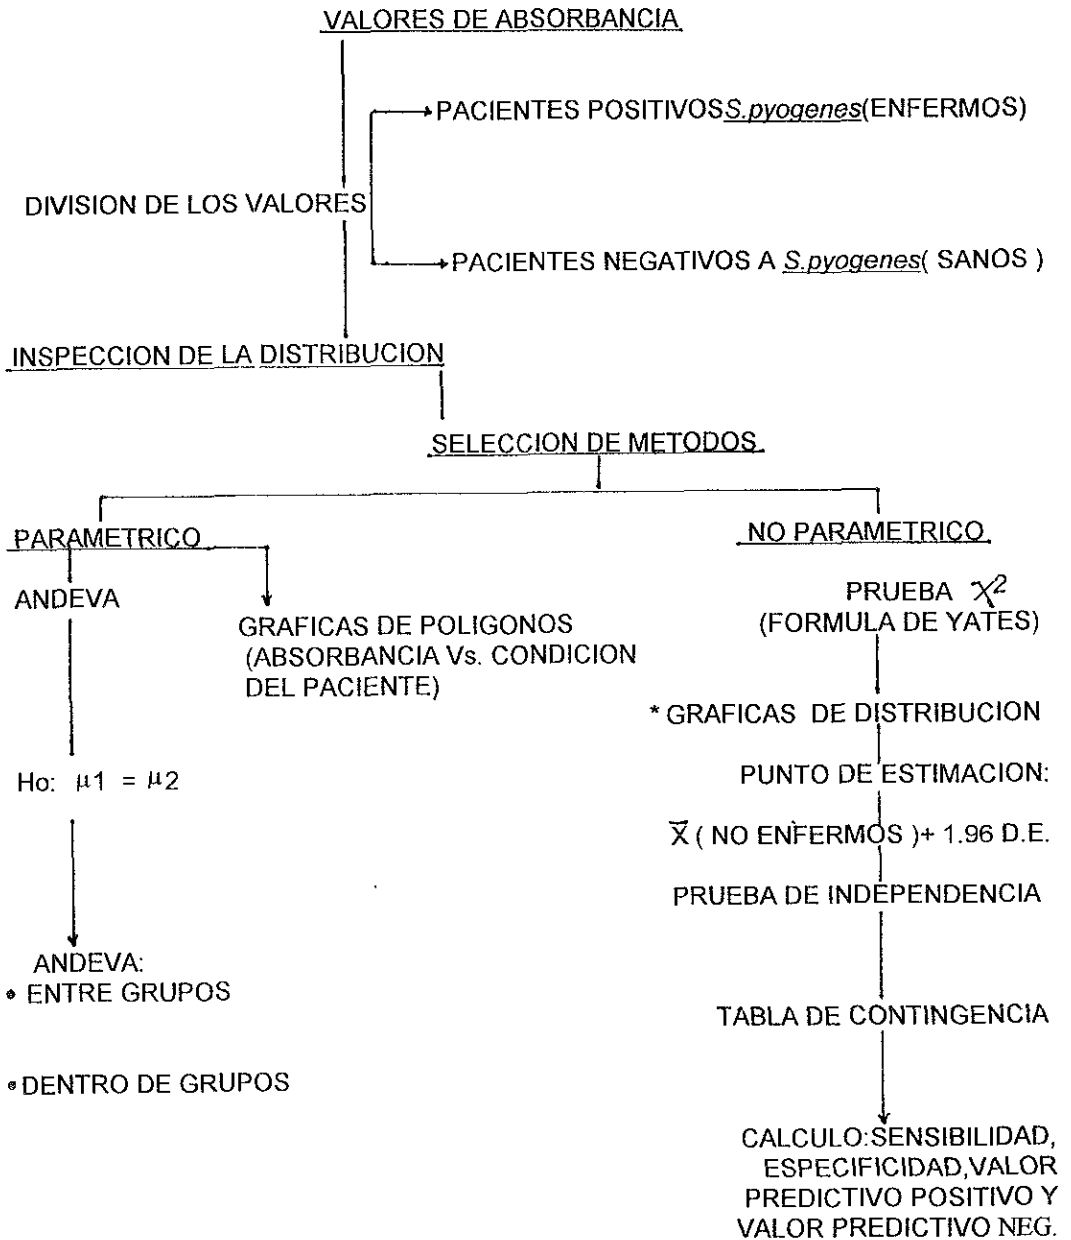 VALORES DE ABSORBANCIA
PACIENTES POSITIVOS S.pyogenes(ENFERMOS)
DIVISION DE LOS VALORES
PACIENTES NEGATIVOS A S.pyogenes( SANOS )
INSPECCION DE LA DISTRIBUCION
SELECCION DE METODOS
PARAMETRICO
ANDEVA
GRAFICAS DE POLIGONOS
(ABSORBANCIA Vs. CONDICION
DEL PACIENTE)
Ho: μ1 = μ2
ANDEVA:
• ENTRE GRUPOS
• DENTRO DE GRUPOS
NO PARAMETRICO
PRUEBA χ²
(FORMULA DE YATES)
* GRAFICAS DE DISTRIBUCION
PUNTO DE ESTIMACION:
X̄ ( NO ENFERMOS )+ 1.96 D.E.
PRUEBA DE INDEPENDENCIA
TABLA DE CONTINGENCIA
CALCULO:SENSIBILIDAD,
ESPECIFICIDAD,VALOR
PREDICTIVO POSITIVO Y
VALOR PREDICTIVO NEG.